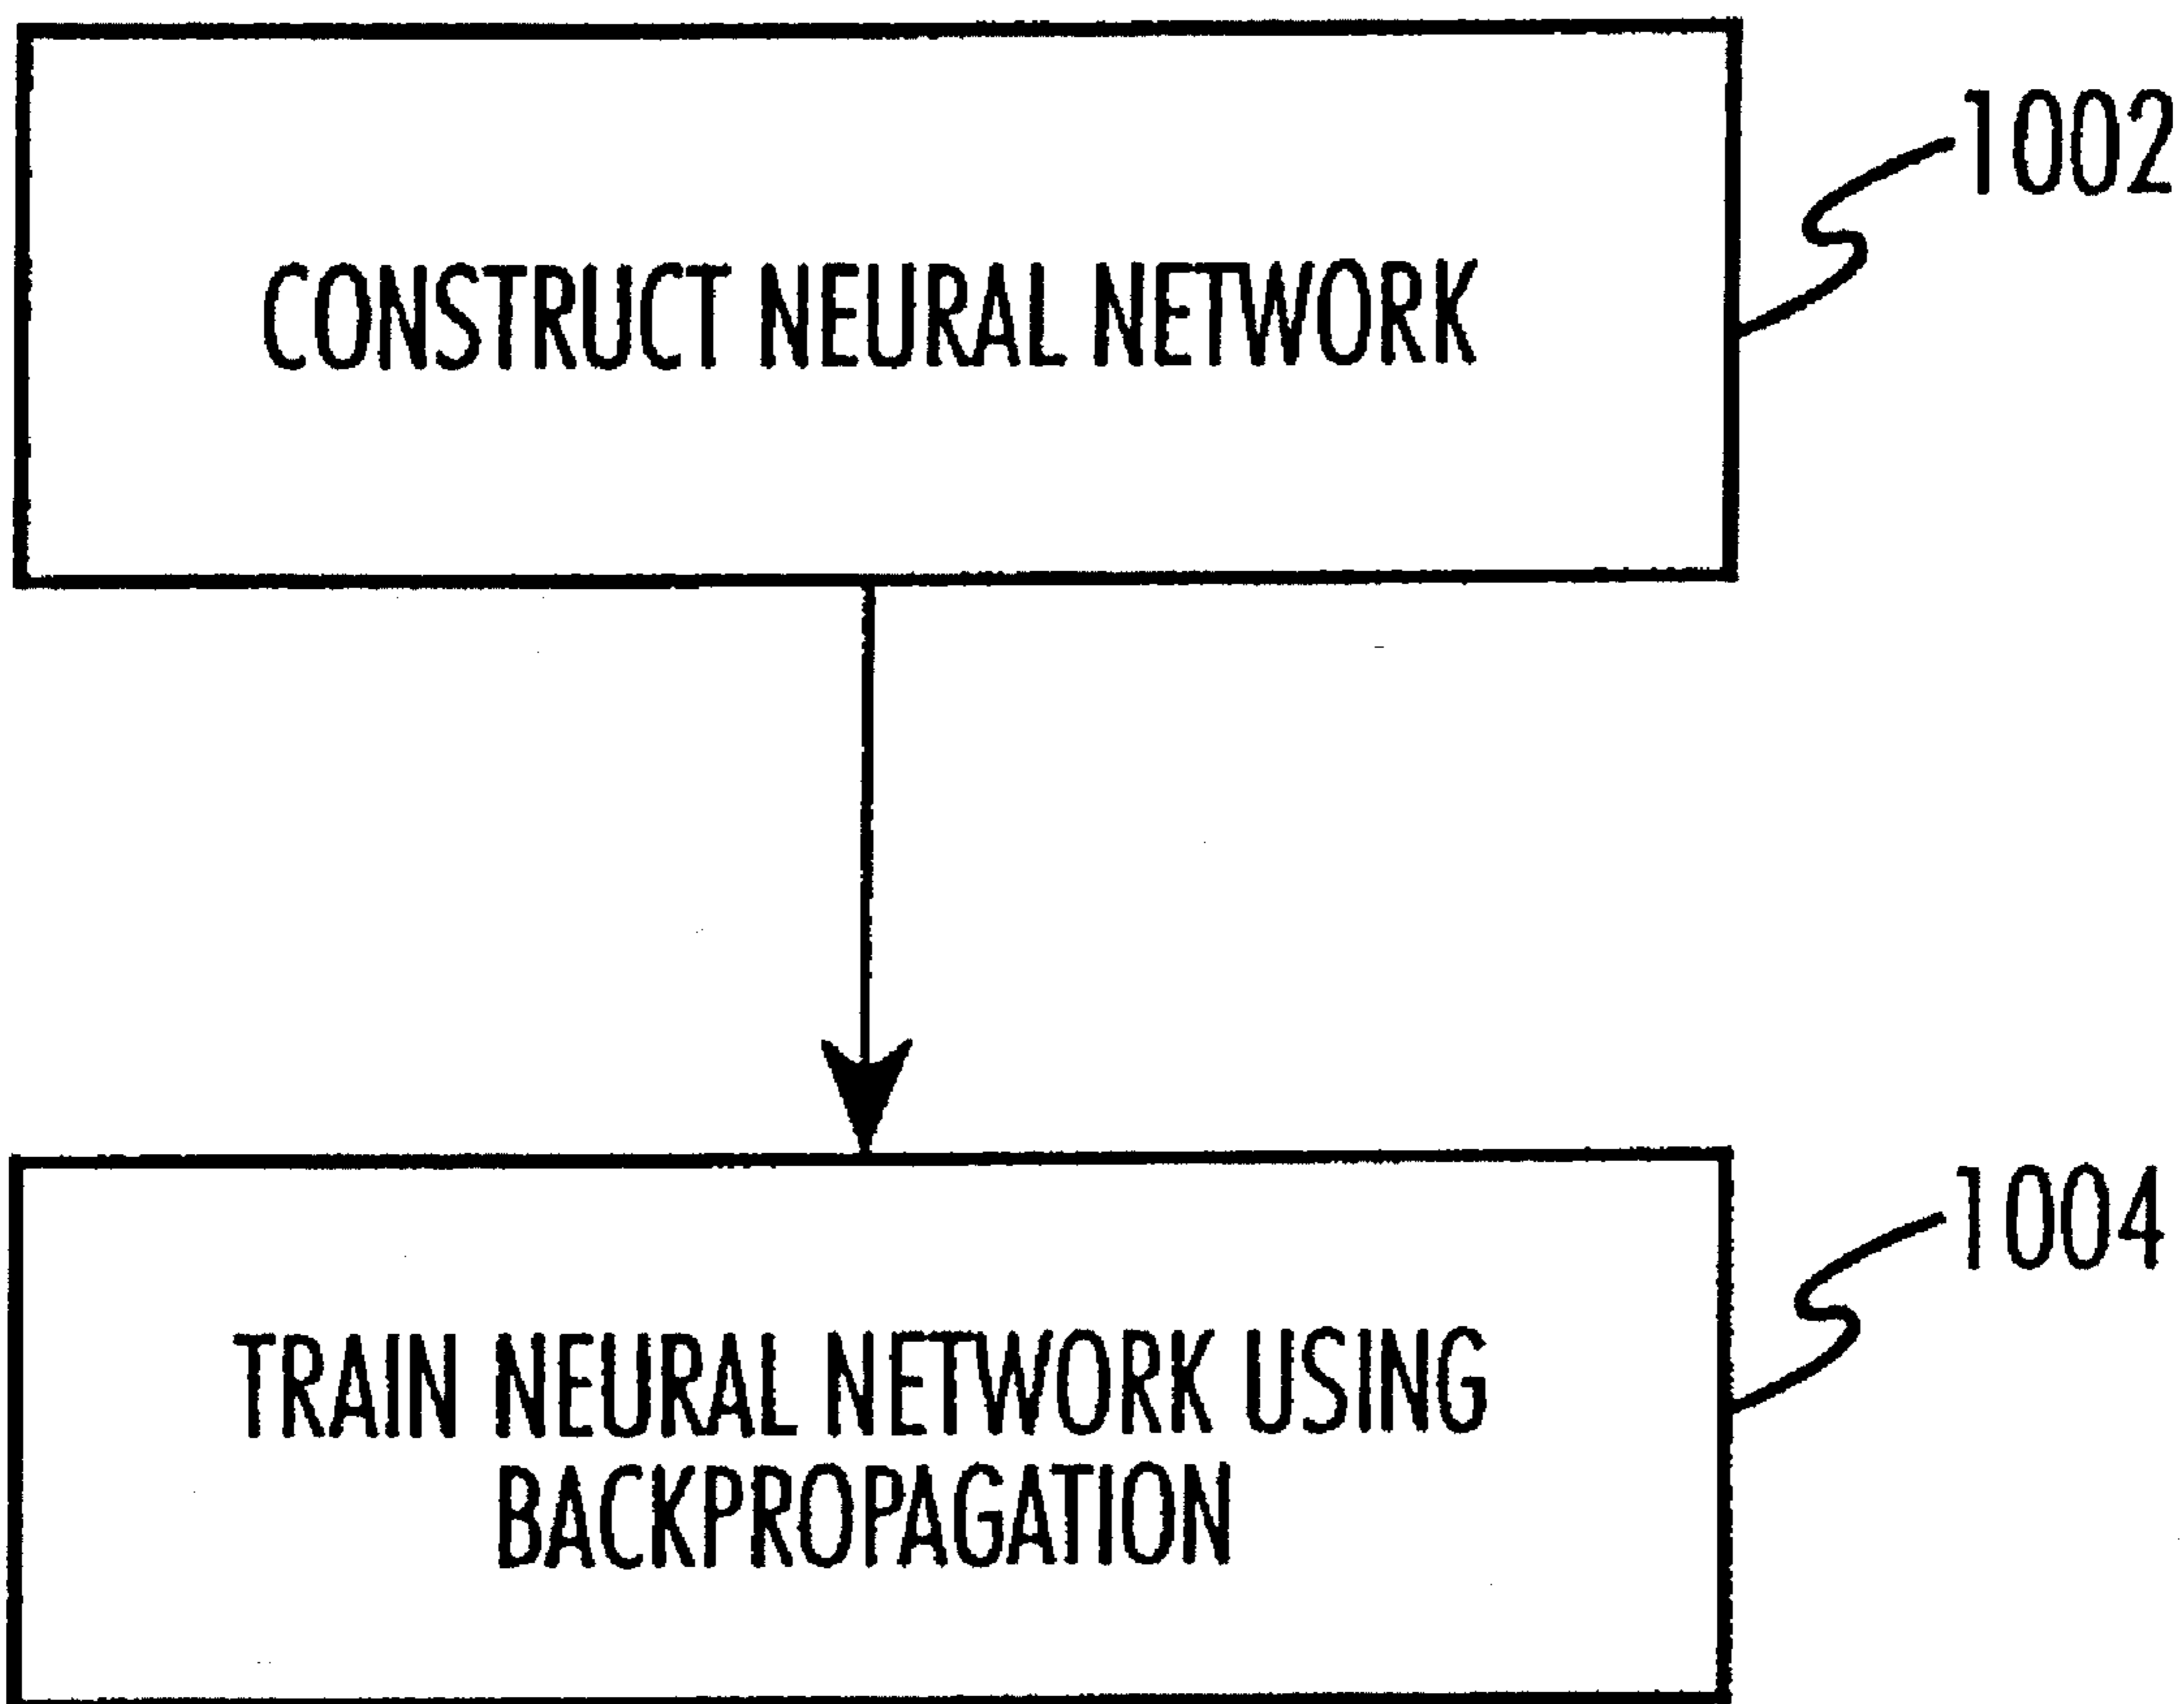 1002
CONSTRUCT NEURAL NETWORK
1004
TRAIN NEURAL NETWORK USING
BACKPROPAGATION